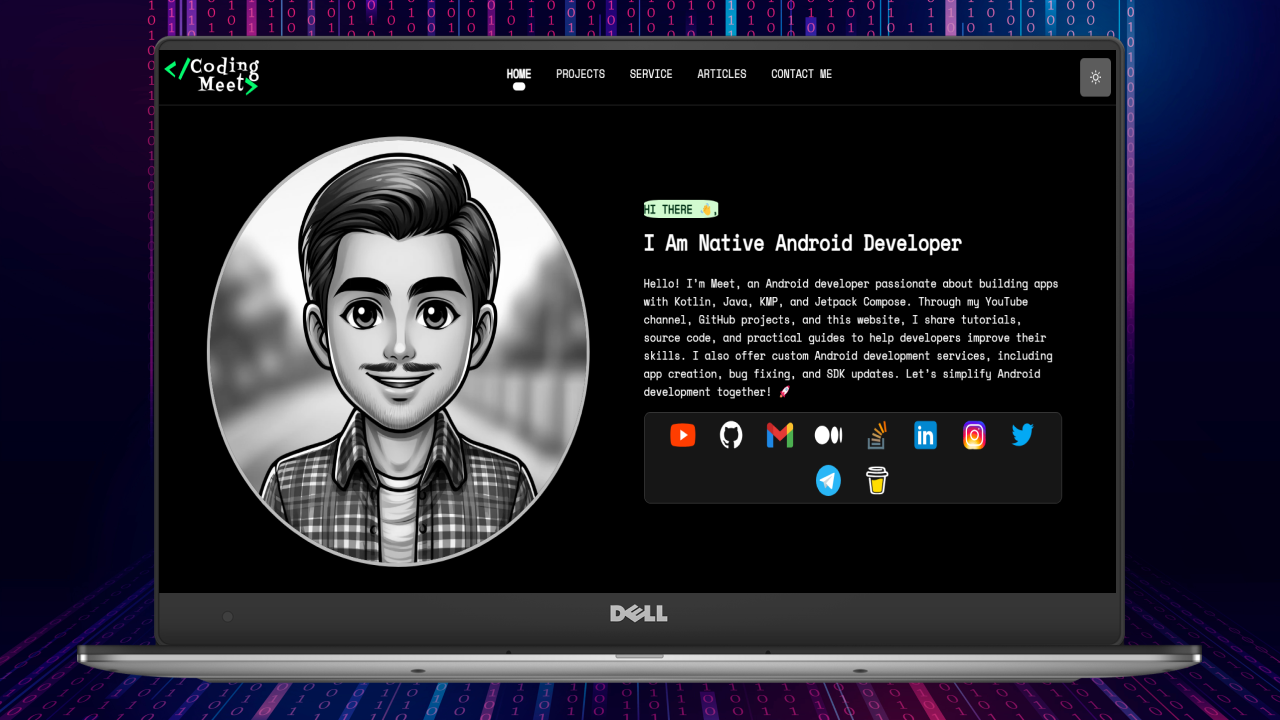 </Coding
Meet>
HOME PROJECTS SERVICE ARTICLES CONTACT ME
HI THERE 👋,
I Am Native Android Developer
Hello! I'm Meet, an Android developer passionate about building apps
with Kotlin, Java, KMP, and Jetpack Compose. Through my YouTube
channel, GitHub projects, and this website, I share tutorials,
source code, and practical guides to help developers improve their
skills. I also offer custom Android development services, including
app creation, bug fixing, and SDK updates. Let's simplify Android
development together! 🚀
in
DELL